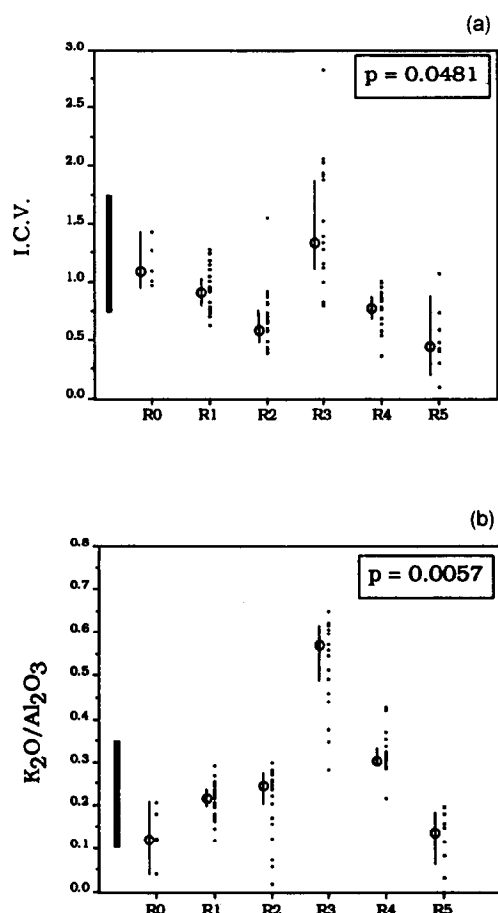 (a)
p = 0.0481
3.0
2.5
2.0
1.5
1.0
0.5
0.0
I.C.V.
R0 R1 R2 R3 R4 R5
(b)
p = 0.0057
0.8
0.7
0.6
0.5
0.4
0.3
0.2
0.1
0.0
K₂O/Al₂O₃
R0 R1 R2 R3 R4 R5